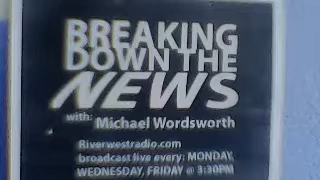 BREAKING
DOWN THE
NEWS
with: Michael Wordsworth
Riverwestradio.com
broadcast live every: MONDAY,
WEDNESDAY, FRIDAY @ 3:30PM